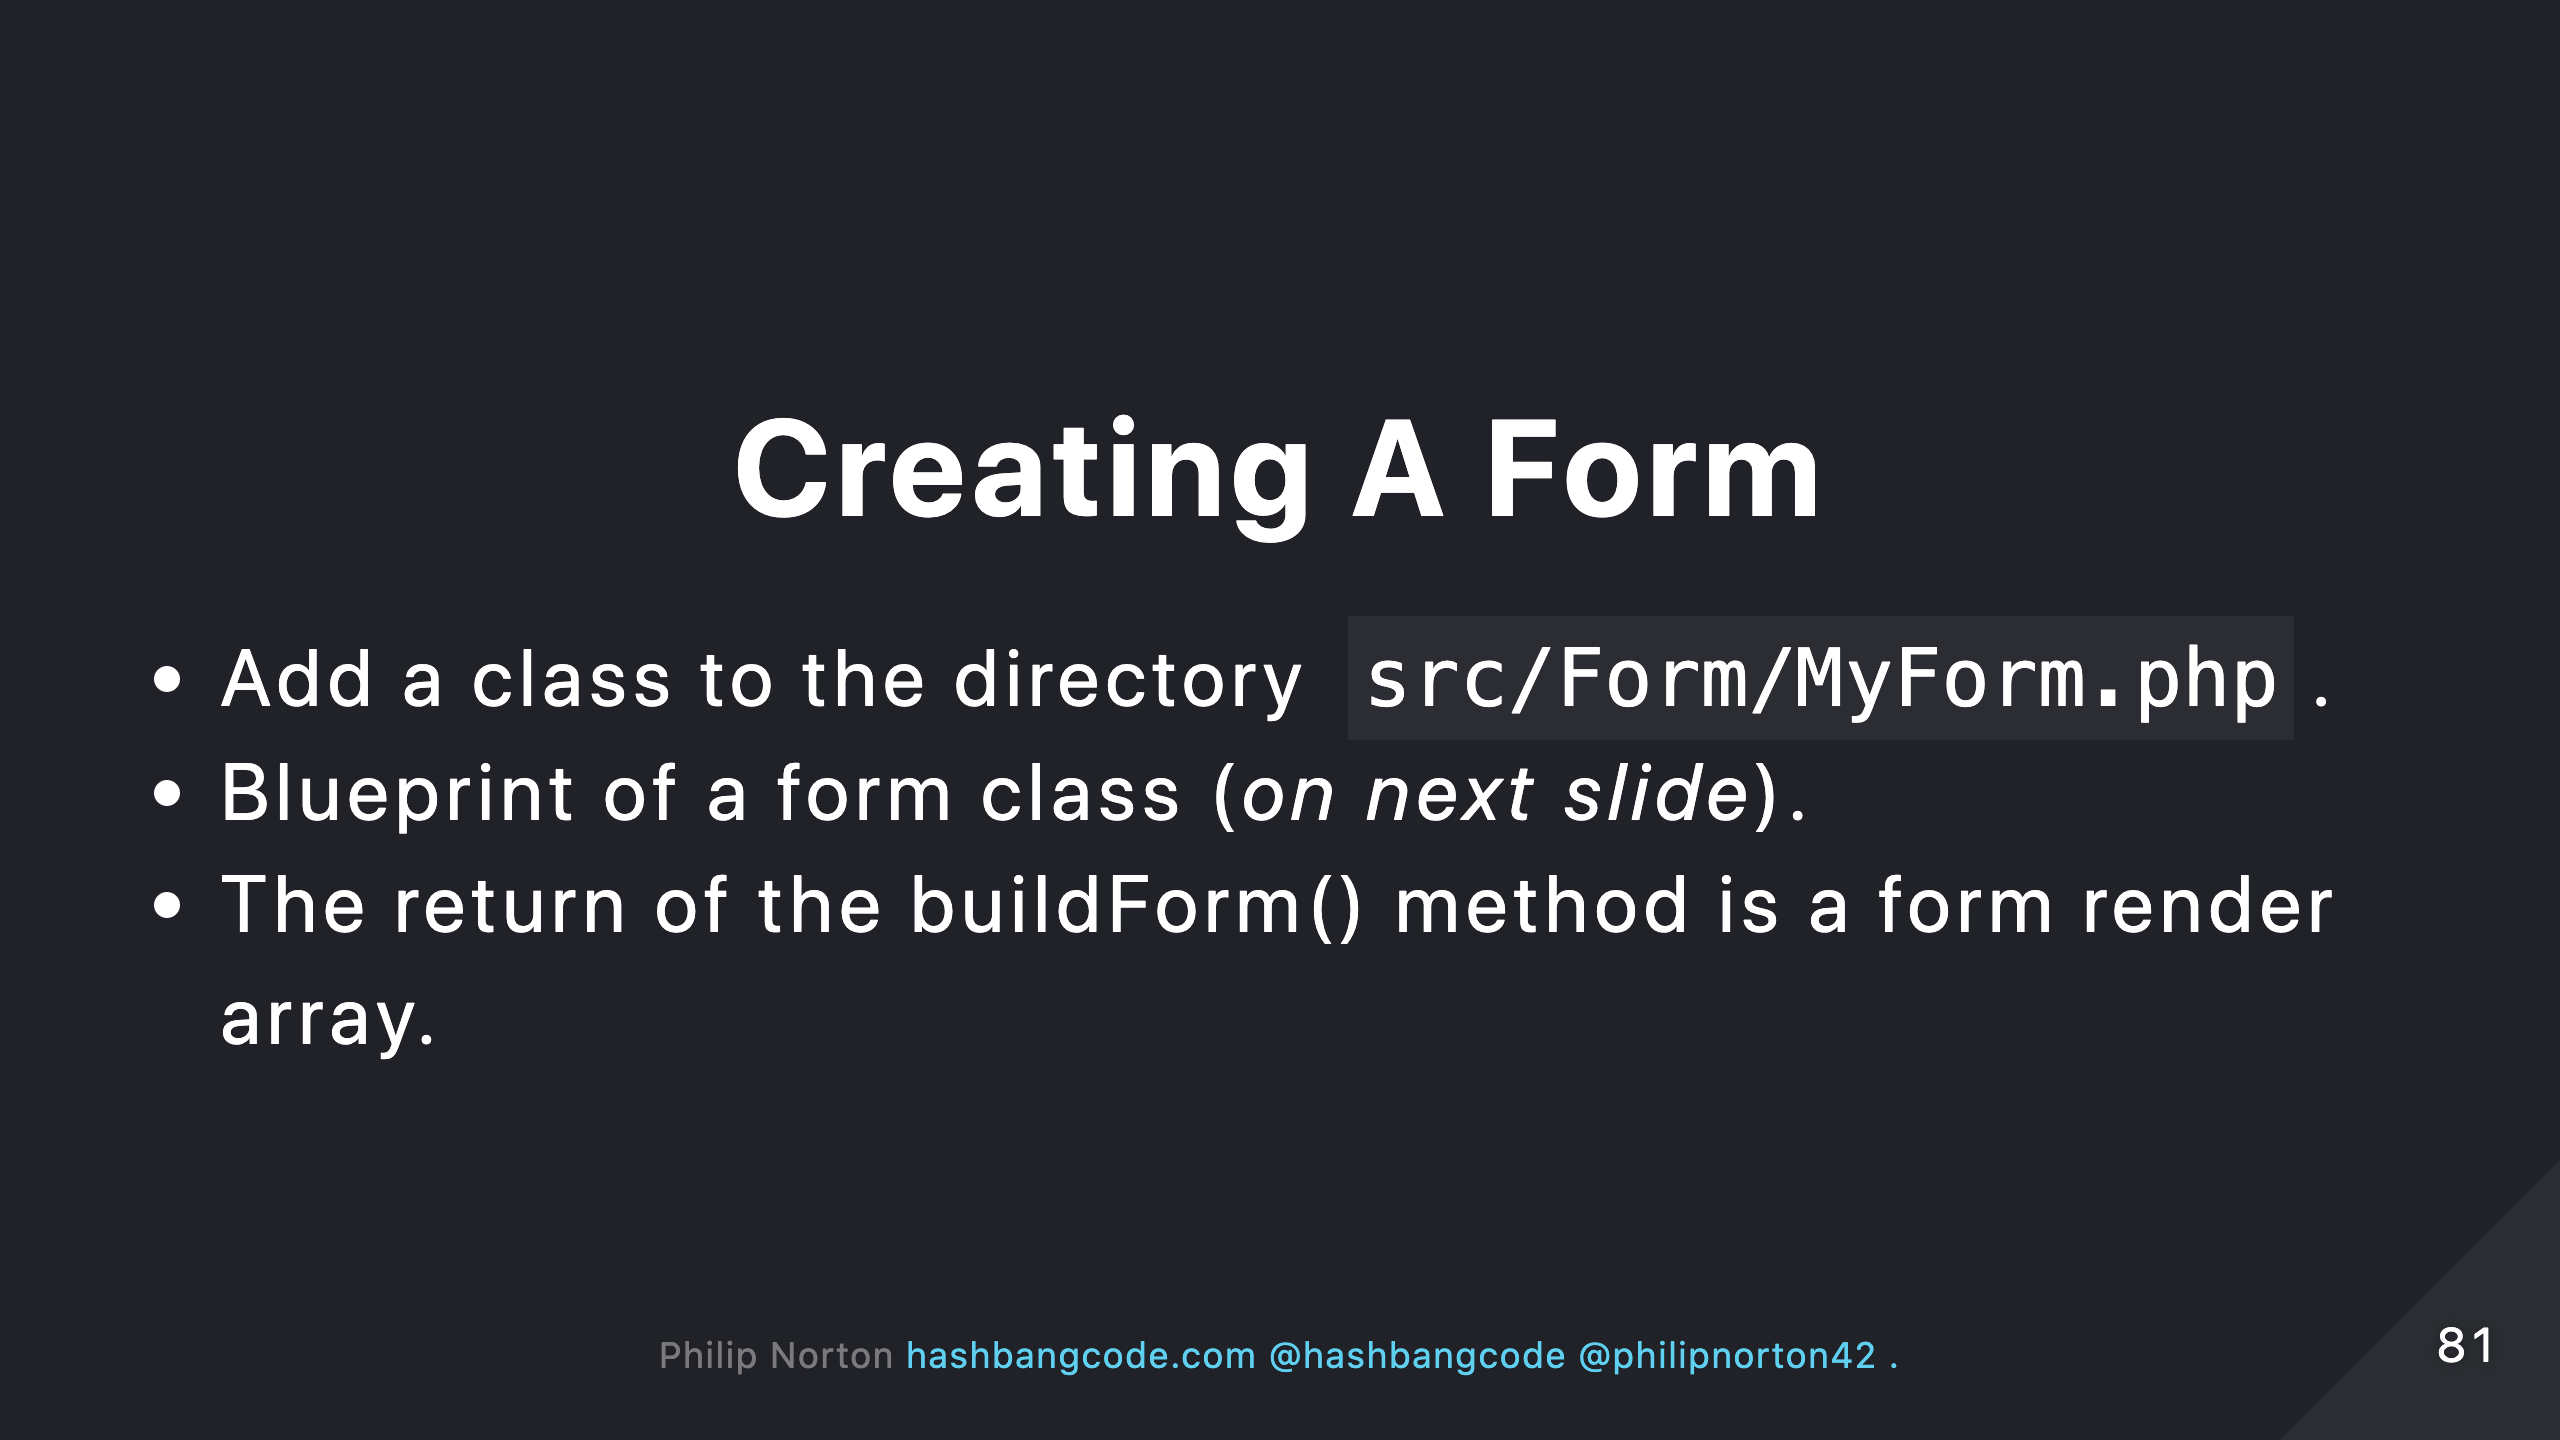 Creating A Form
• Add a class to the directory src/Form/MyForm.php .
• Blueprint of a form class (on next slide).
• The return of the buildForm() method is a form render
array.
Philip Norton hashbangcode.com @hashbangcode @philipnorton42 .
81